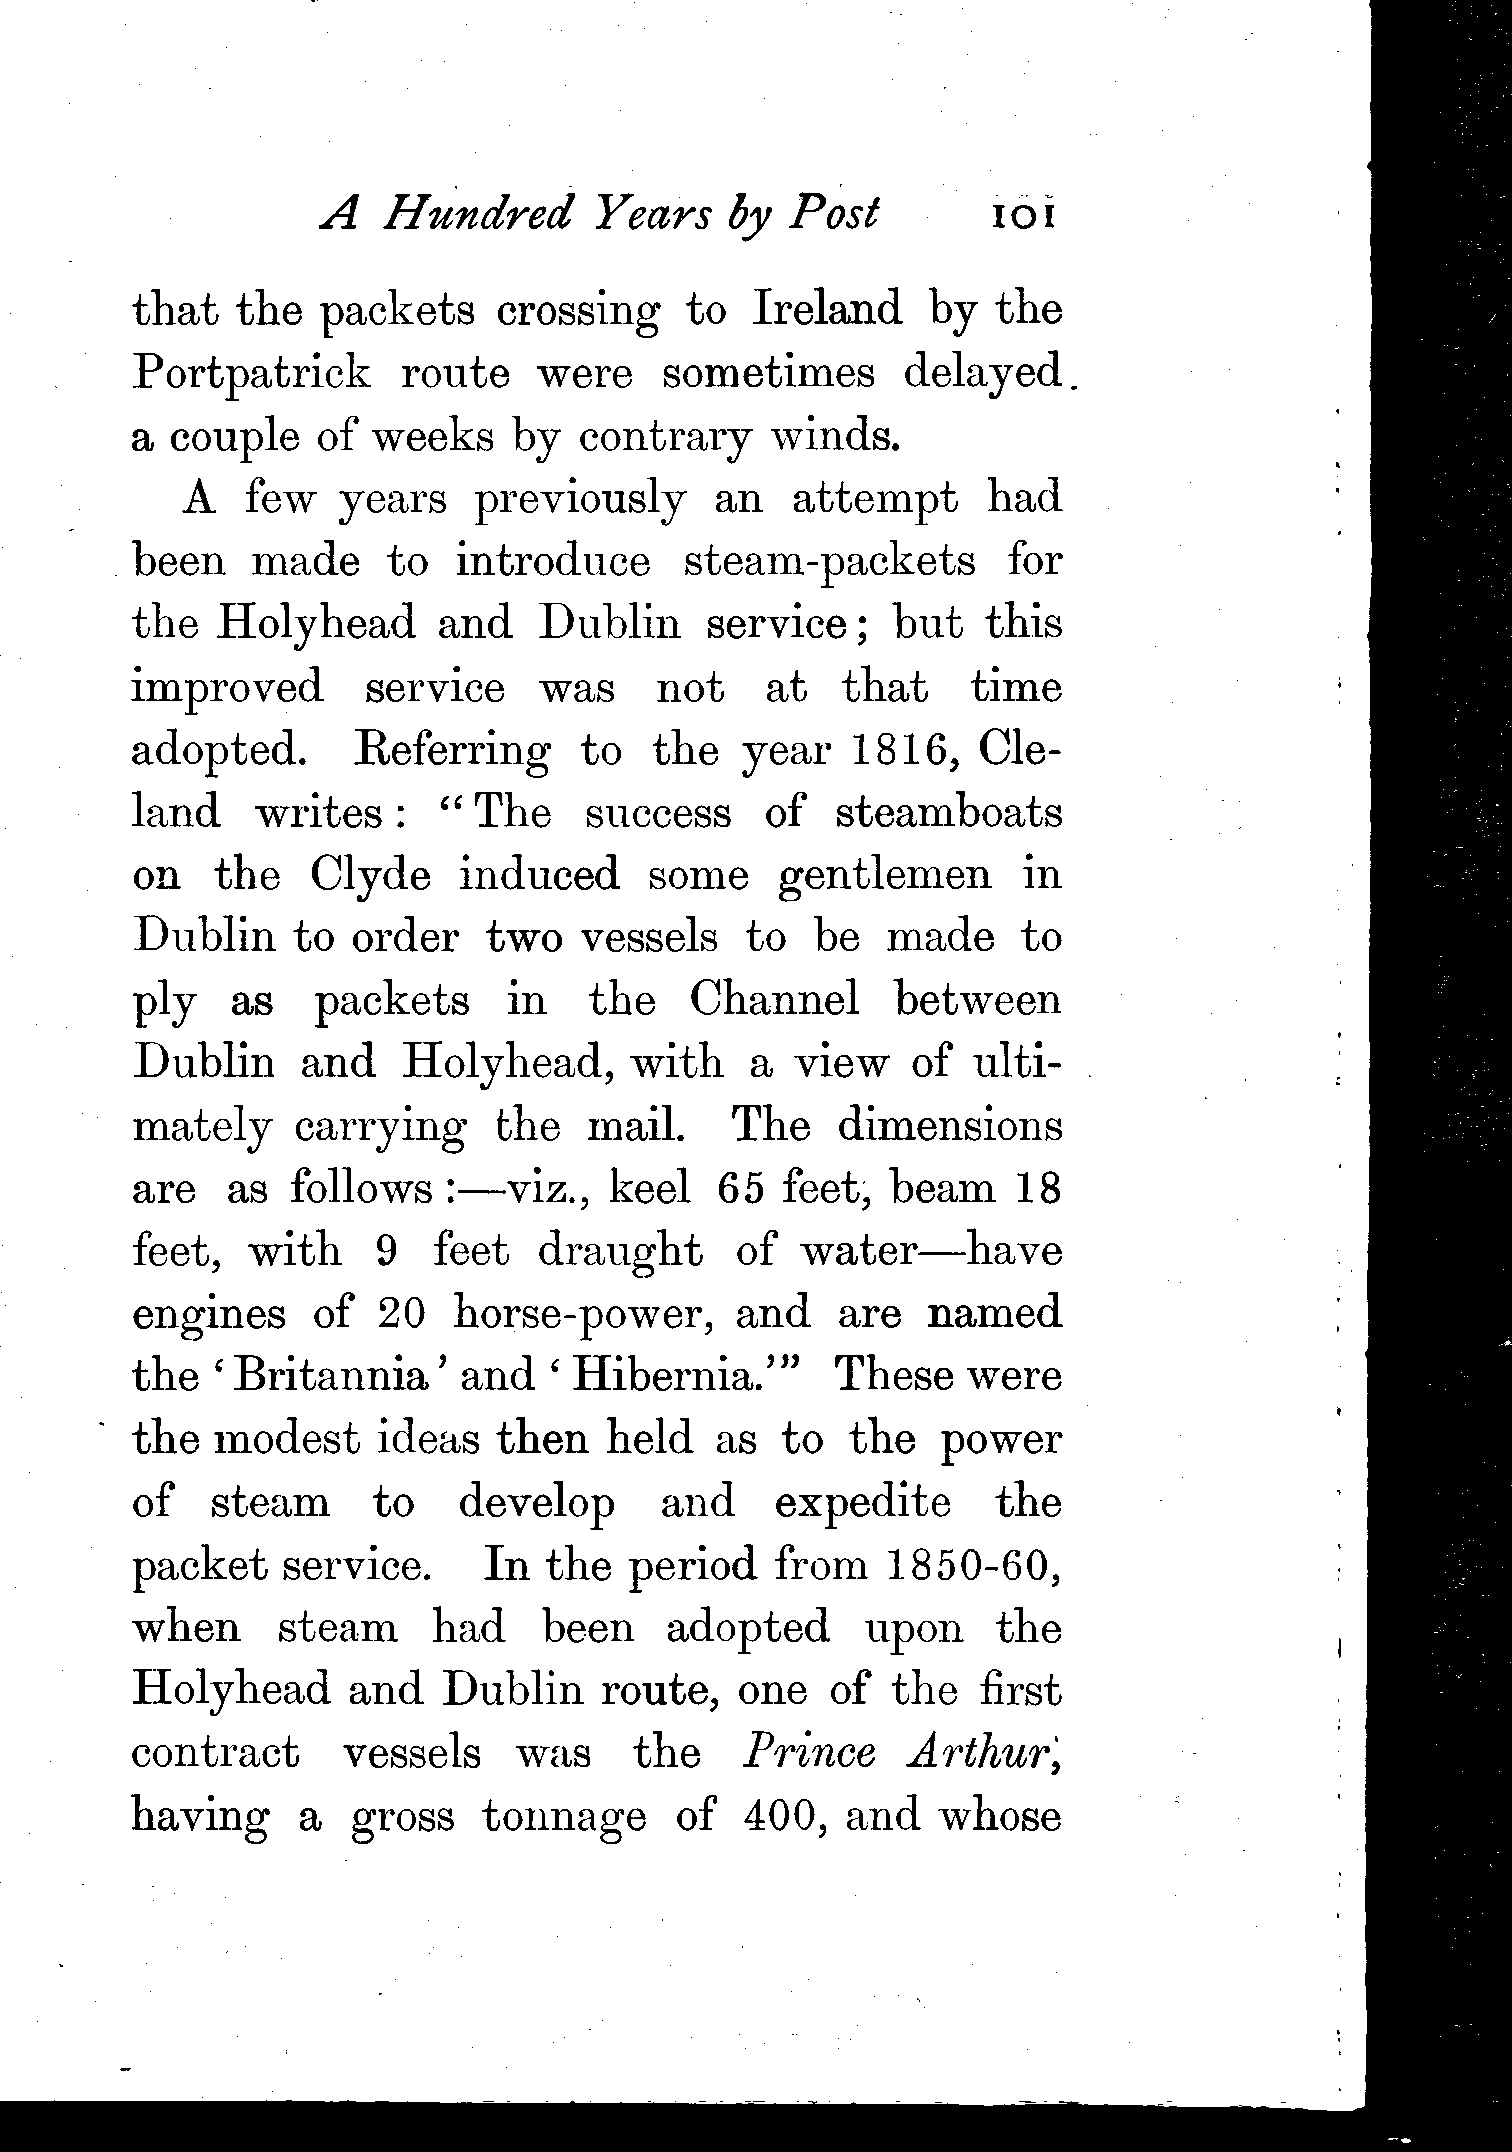 A Hundred Years by Post 101
that the packets crossing to Ireland by the
Portpatrick route were sometimes delayed
a couple of weeks by contrary winds.
A few years previously an attempt had
been made to introduce steam-packets for
the Holyhead and Dublin service; but this
improved service was not at that time
adopted. Referring to the year 1816, Cle-
land writes: “The success of steamboats
on the Clyde induced some gentlemen in
Dublin to order two vessels to be made to
ply as packets in the Channel between
Dublin and Holyhead, with a view of ulti-
mately carrying the mail. The dimensions
are as follows:—viz., keel 65 feet, beam 18
feet, with 9 feet draught of water—have
engines of 20 horse-power, and are named
the ‘Britannia’ and ‘Hibernia.’” These were
the modest ideas then held as to the power
of steam to develop and expedite the
packet service. In the period from 1850-60,
when steam had been adopted upon the
Holyhead and Dublin route, one of the first
contract vessels was the Prince Arthur,
having a gross tonnage of 400, and whose